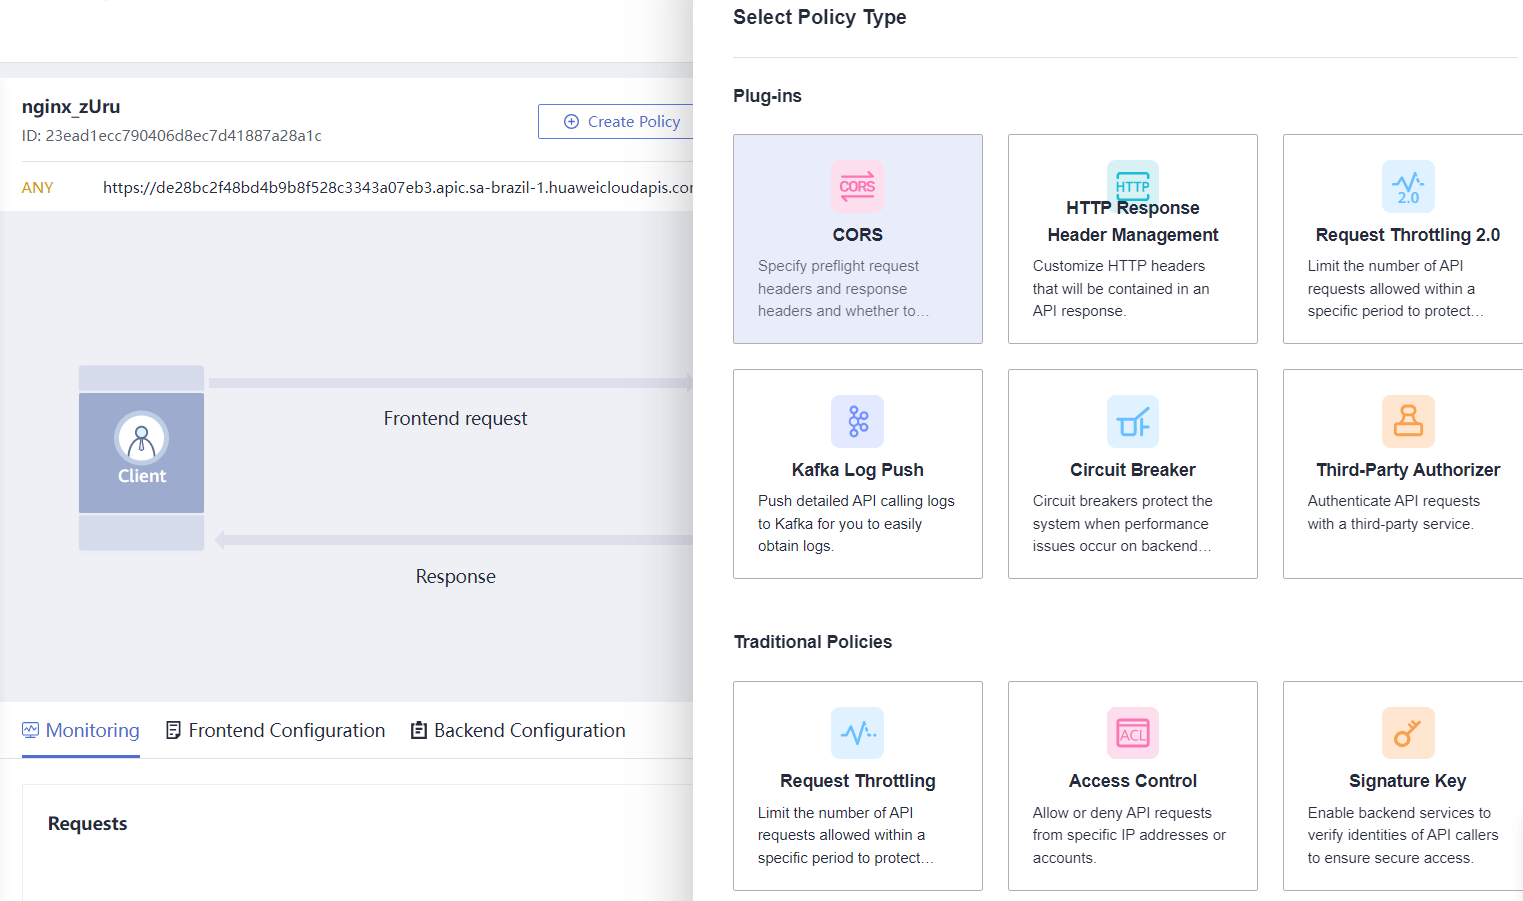 nginx_zUru
ID: 23ead1ecc790406d8ec7d41887a28a1c
Create Policy
ANY
https://de28bc2f48bd4b9b8f528c3343a07eb3.apic.sa-brazil-1.huaweicloudapis.con
Frontend request
Client
Response
Monitoring
Frontend Configuration
Backend Configuration
Requests
Select Policy Type
Plug-ins
CORS
CORS
Specify preflight request
headers and response
headers and whether to...
HTTP
HTTP Response
Header Management
Customize HTTP headers
that will be contained in an
API response.
2.0
Request Throttling 2.0
Limit the number of API
requests allowed within a
specific period to protect...
Kafka Log Push
Push detailed API calling logs
to Kafka for you to easily
obtain logs.
Circuit Breaker
Circuit breakers protect the
system when performance
issues occur on backend...
Third-Party Authorizer
Authenticate API requests
with a third-party service.
Traditional Policies
Request Throttling
Limit the number of API
requests allowed within a
specific period to protect...
ACL
Access Control
Allow or deny API requests
from specific IP addresses or
accounts.
Signature Key
Enable backend services to
verify identities of API callers
to ensure secure access.